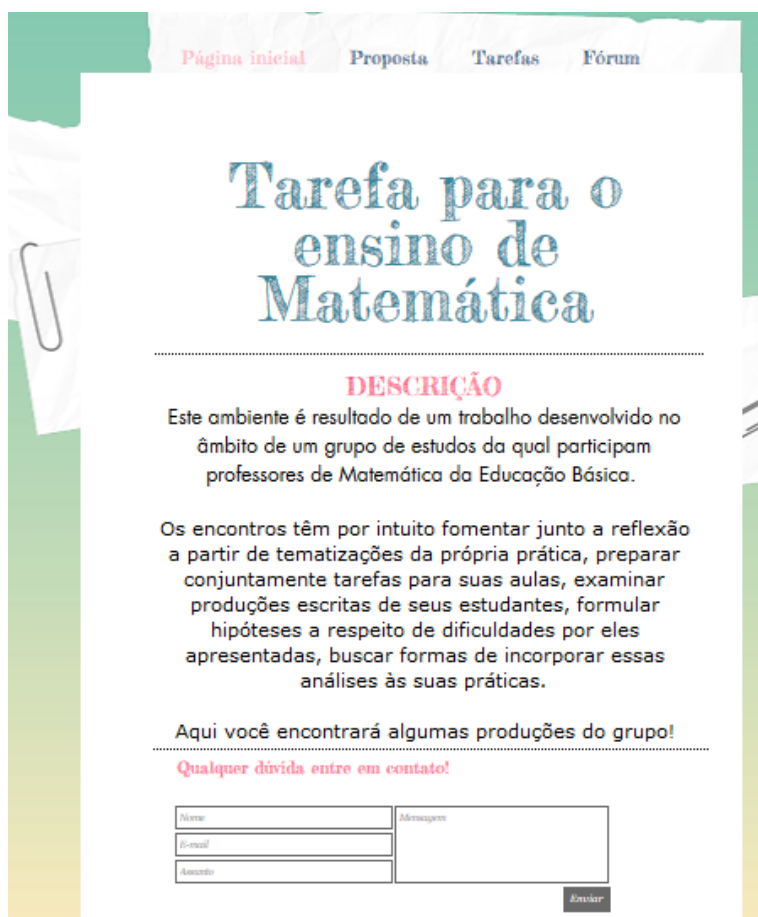 Página inicial Proposta Tarefas Fórum
Tarefa para o
ensino de
Matemática
DESCRIÇÃO
Este ambiente é resultado de um trabalho desenvolvido no
âmbito de um grupo de estudos da qual participam
professores de Matemática da Educação Básica.
Os encontros têm por intuito fomentar junto a reflexão
a partir de tematizações da própria prática, preparar
conjuntamente tarefas para suas aulas, examinar
produções escritas de seus estudantes, formular
hipóteses a respeito de dificuldades por eles
apresentadas, buscar formas de incorporar essas
análises às suas práticas.
Aqui você encontrará algumas produções do grupo!
Qualquer dúvida entre em contato!
Nome
Mensagem
E-mail
Assunto
Enviar